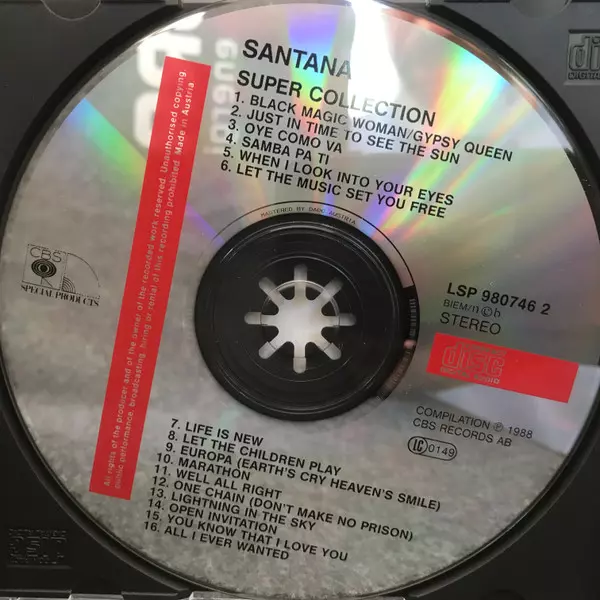 SANTANA
SUPER COLLECTION
1. BLACK MAGIC WOMAN/GYPSY QUEEN
2. JUST IN TIME TO SEE THE SUN
3. OYE COMO VA
4. SAMBA PA TI
5. WHEN I LOOK INTO YOUR EYES
6. LET THE MUSIC SET YOU FREE
MASTERED BY DADC AUSTRIA
All rights of the producer and of the owner of the recorded work reserved. Unauthorised copying,
public performance, broadcasting, hiring or rental of this recording prohibited. Made in Austria
CBS
SPECIAL PRODUCTS
LSP 980746 2
BIEM/n©b
STEREO
disc
COMPILATION ℗ 1988
CBS RECORDS AB
LC 0149
7. LIFE IS NEW
8. LET THE CHILDREN PLAY
9. EUROPA (EARTH'S CRY HEAVEN'S SMILE)
10. MARATHON
11. WELL ALL RIGHT
12. ONE CHAIN (DON'T MAKE NO PRISON)
13. LIGHTNING IN THE SKY
14. OPEN INVITATION
15. YOU KNOW THAT I LOVE YOU
16. ALL I EVER WANTED